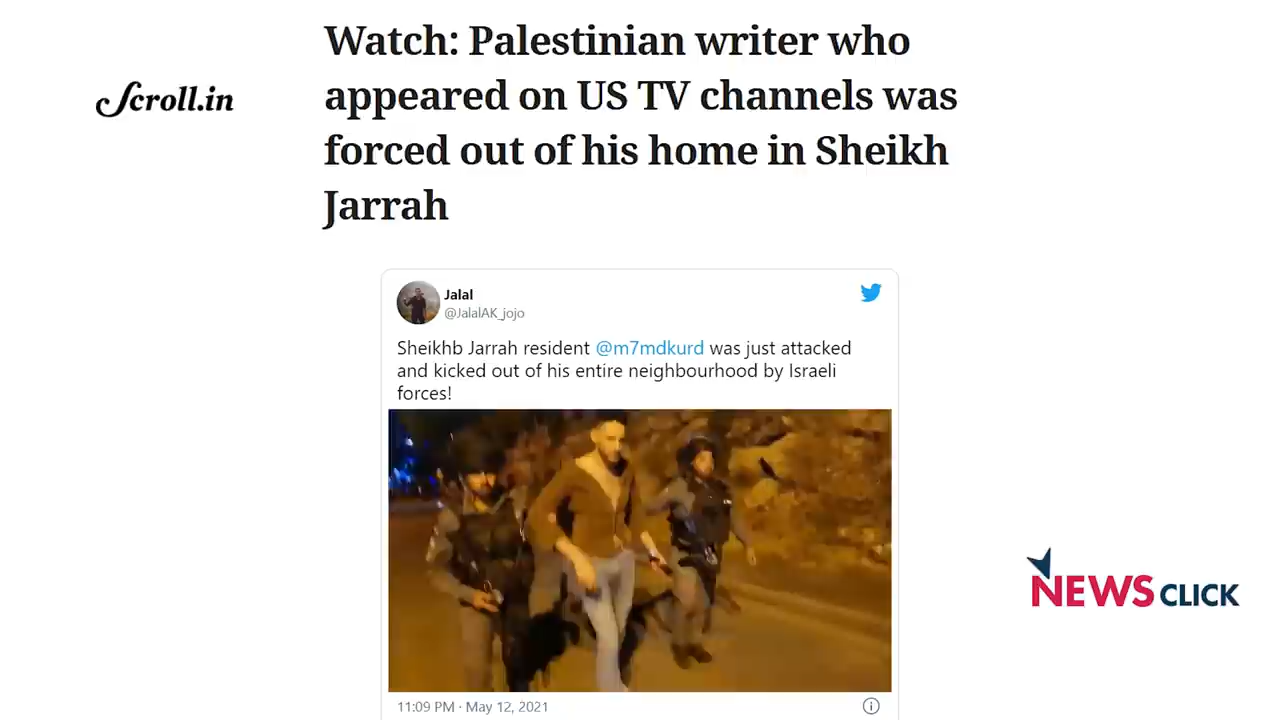 Scroll.in
Watch: Palestinian writer who
appeared on US TV channels was
forced out of his home in Sheikh
Jarrah
Jalal
@JalalAK_jojo
Sheikhb Jarrah resident @m7mdkurd was just attacked
and kicked out of his entire neighbourhood by Israeli
forces!
11:09 PM · May 12, 2021
NEWSCLICK